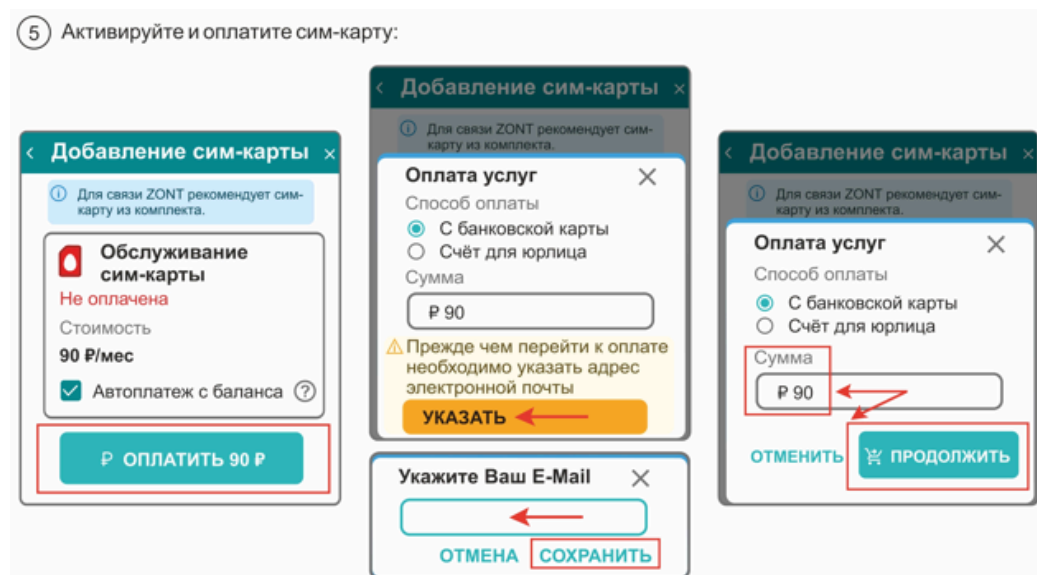 5 Активируйте и оплатите сим-карту:
< Добавление сим-карты ×
Для связи ZONT рекомендует сим-
карту из комплекта.
Обслуживание
сим-карты
Не оплачена
Стоимость
90 ₽/мес
Автоплатеж с баланса ?
₽ ОПЛАТИТЬ 90 ₽
< Добавление сим-карты ×
Для связи ZONT рекомендует сим-
карту из комплекта.
Оплата услуг
Способ оплаты
С банковской карты
Счёт для юрлица
Сумма
₽ 90
Прежде чем перейти к оплате
необходимо указать адрес
электронной почты
УКАЗАТЬ
Укажите Ваш E-Mail
ОТМЕНА СОХРАНИТЬ
< Добавление сим-карты ×
Для связи ZONT рекомендует сим-
карту из комплекта.
Оплата услуг
Способ оплаты
С банковской карты
Счёт для юрлица
Сумма
₽ 90
ОТМЕНИТЬ ПРОДОЛЖИТЬ